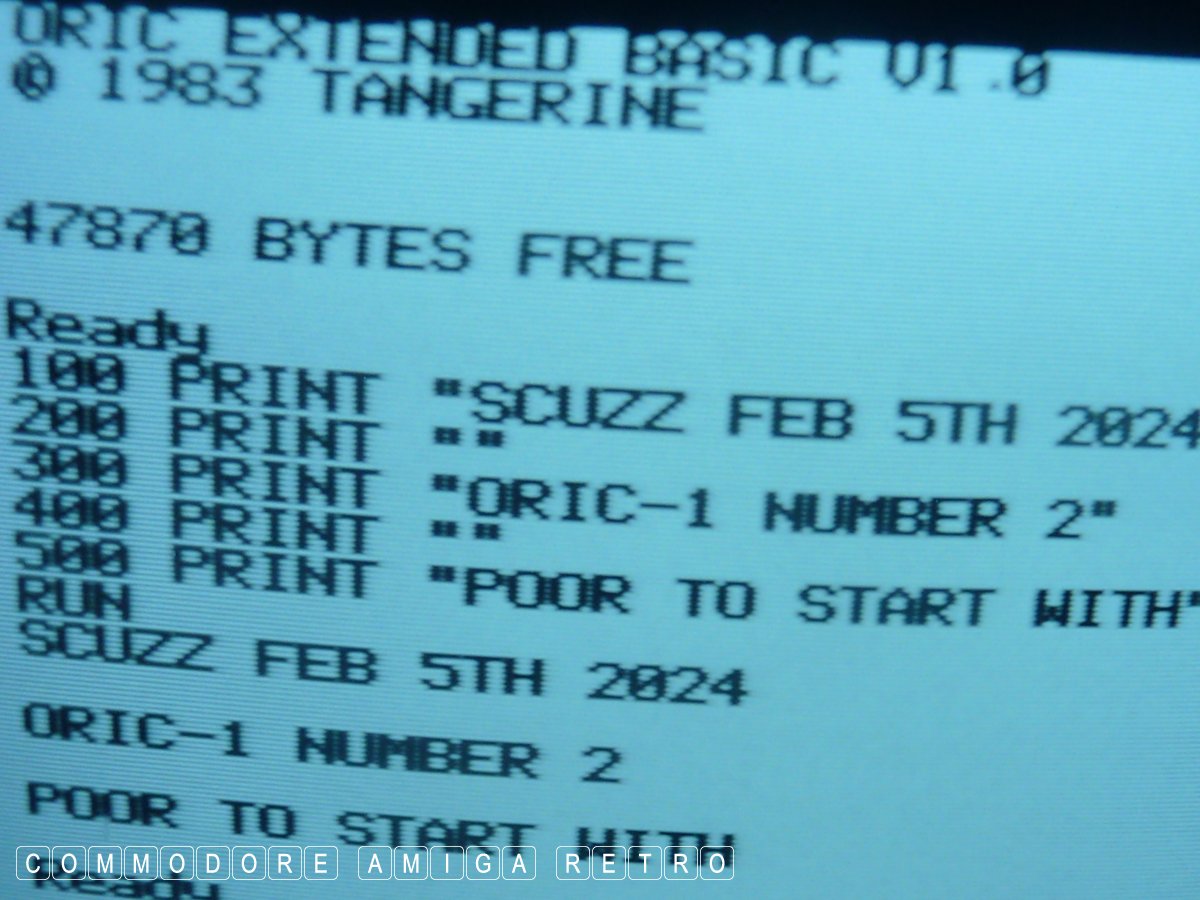 ORIC EXTENDED BASIC V1.0
© 1983 TANGERINE
47870 BYTES FREE
Ready
100 PRINT "SCUZZ FEB 5TH 2024
200 PRINT ""
300 PRINT "ORIC-1 NUMBER 2"
400 PRINT ""
500 PRINT "POOR TO START WITH"
RUN
SCUZZ FEB 5TH 2024
ORIC-1 NUMBER 2
POOR TO START WITH
COMMODORE AMIGA RETRO
Ready